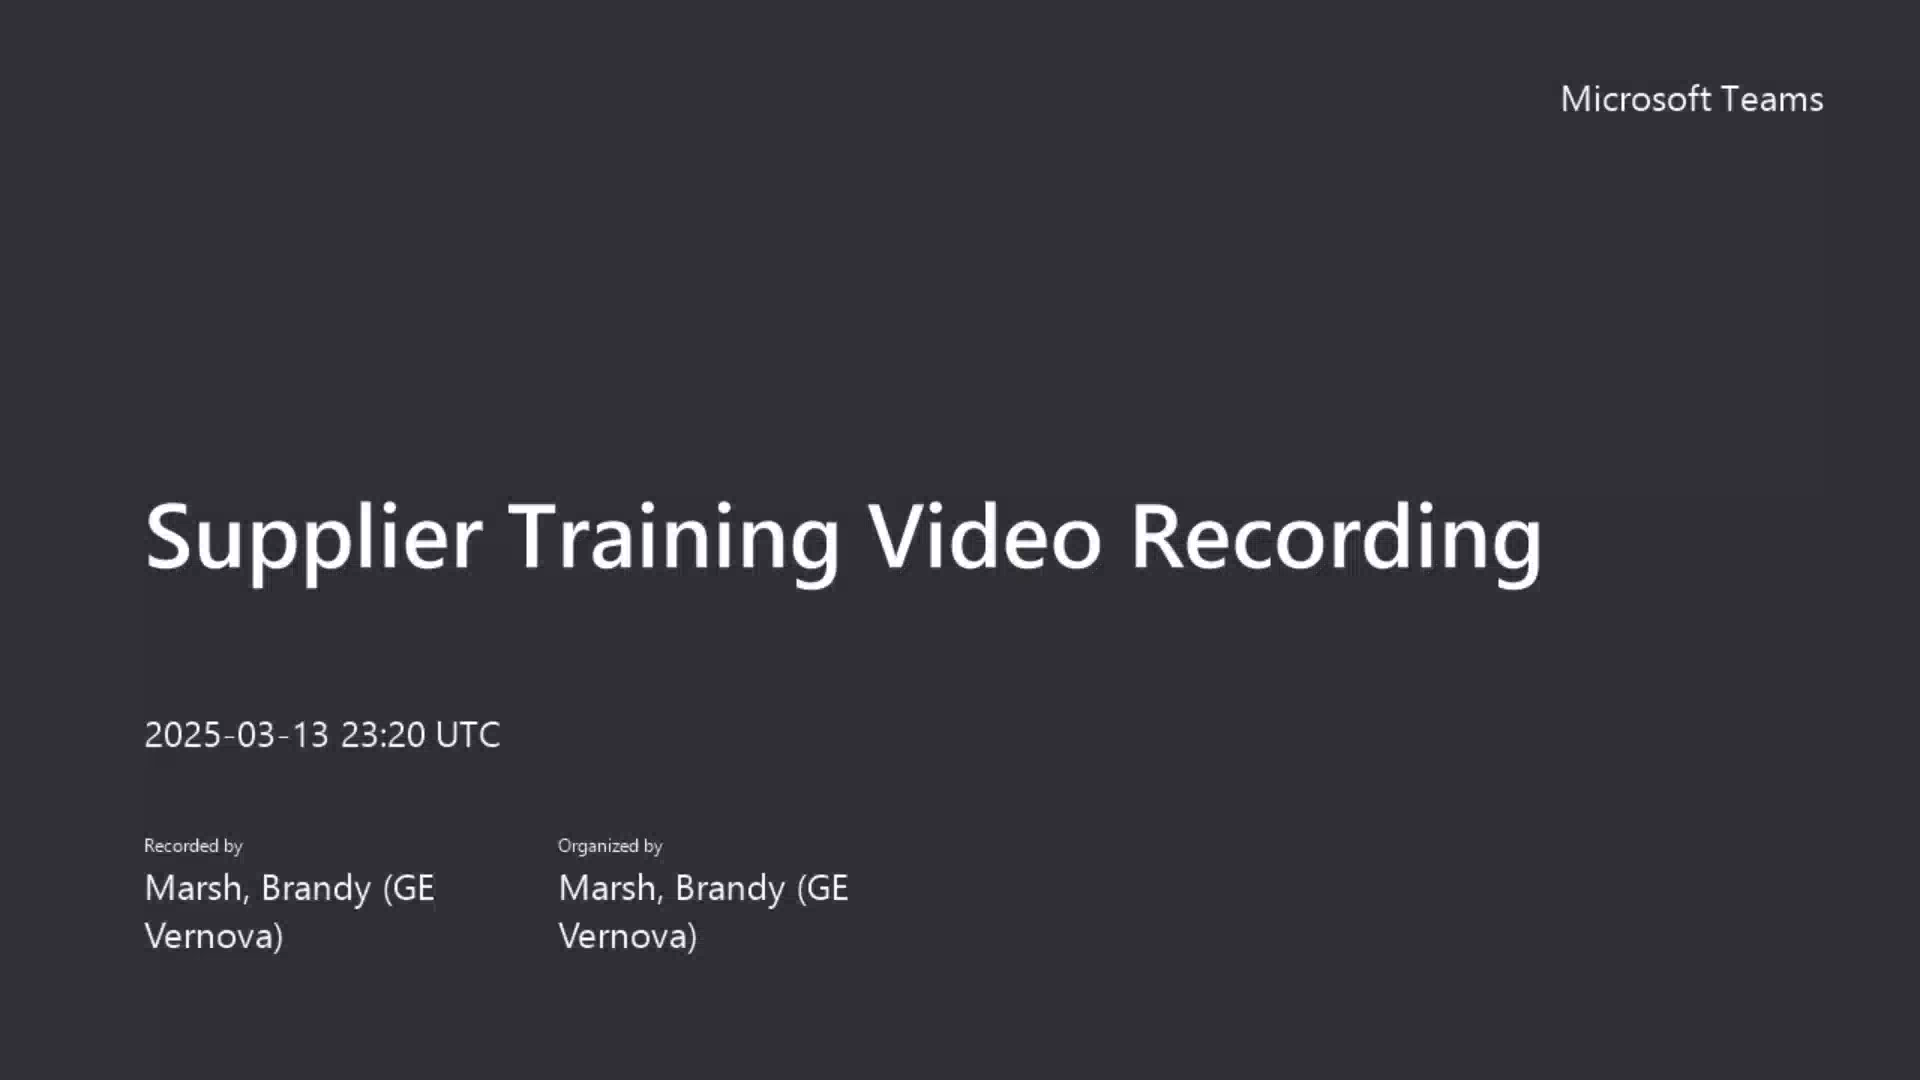 Microsoft Teams
Supplier Training Video Recording
2025-03-13 23:20 UTC
Recorded by
Marsh, Brandy (GE
Vernova)
Organized by
Marsh, Brandy (GE
Vernova)